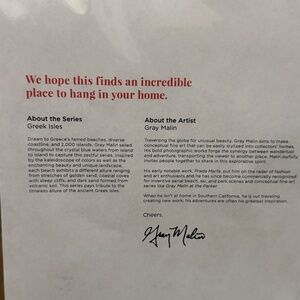 We hope this finds an incredible
place to hang in your home.
About the Series
Greek Isles
Drawn to Greece's famed beaches, diverse
coastline, and 2,000 islands, Gray Malin sailed
throughout the crystal blue waters from island
to island to capture this zestful series. Inspired
by the kaleidoscope of colors as well as the
enchanting beauty and unique landscape,
each beach exhibits a different allure ranging
from stretches of golden sand, coastal coves
with steep cliffs, and dark sand formed from
volcanic soil. This series pays tribute to the
timeless allure of the ancient Greek isles.
About the Artist
Gray Malin
Traversing the globe for unusual beauty, Gray Malin aims to make
conceptual fine art that can be easily stylized into collectors' homes.
His bold photographic works forge the synergy between wanderlust
and adventure, transporting the viewer to another place. Malin joyfully
invites people together to share in this explorative spirit.
His early notable work, Prada Marfa, put him on the radar of fashion
and art enthusiasts and he has since become commercially recognized
for inventive aerial beach, ski, and park scenes and conceptual fine art
series like Gray Malin at the Parker.
When he isn't at home in Southern California, he is out traveling
creating new work; his adventures are often his greatest inspiration.
Cheers,
Gray Malin